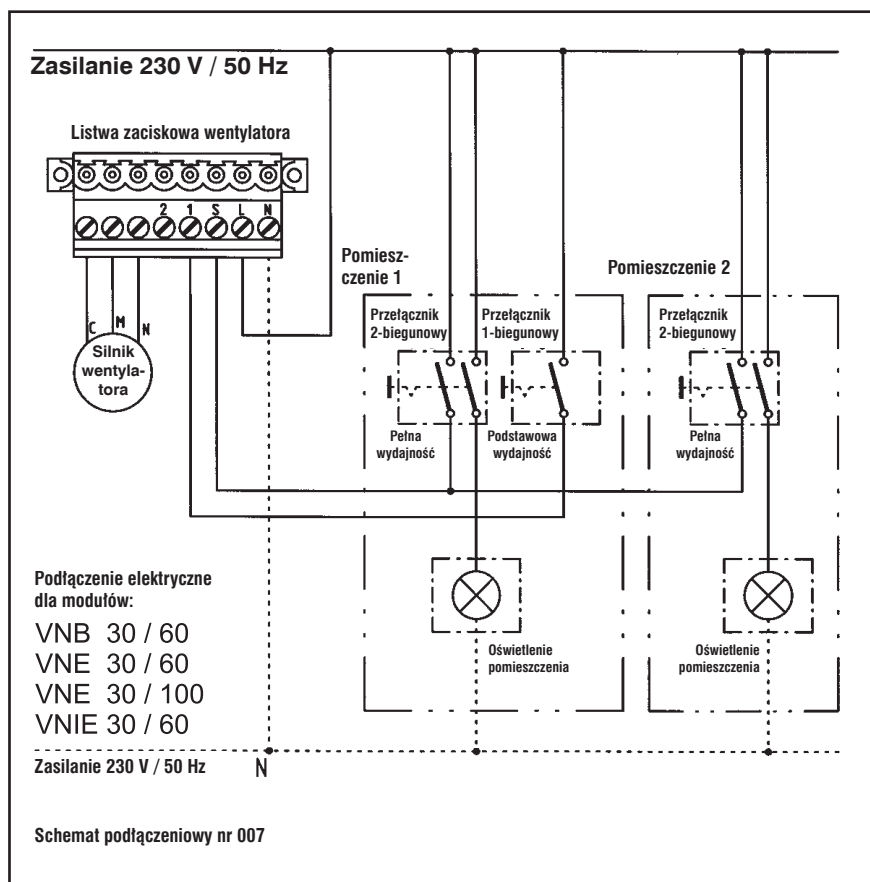 Zasilanie 230 V / 50 Hz
Listwa zaciskowa wentylatora
2 1 S L N
C M N
Silnik
wentyla-
tora
Pomiesz-
czenie 1
Przełącznik
2-biegunowy
Przełącznik
1-biegunowy
Pełna
wydajność
Podstawowa
wydajność
Oświetlenie
pomieszczenia
Pomieszczenie 2
Przełącznik
2-biegunowy
Pełna
wydajność
Oświetlenie
pomieszczenia
Podłączenie elektryczne
dla modułów:
VNB 30 / 60
VNE 30 / 60
VNE 30 / 100
VNIE 30 / 60
Zasilanie 230 V / 50 Hz N
Schemat podłączeniowy nr 007